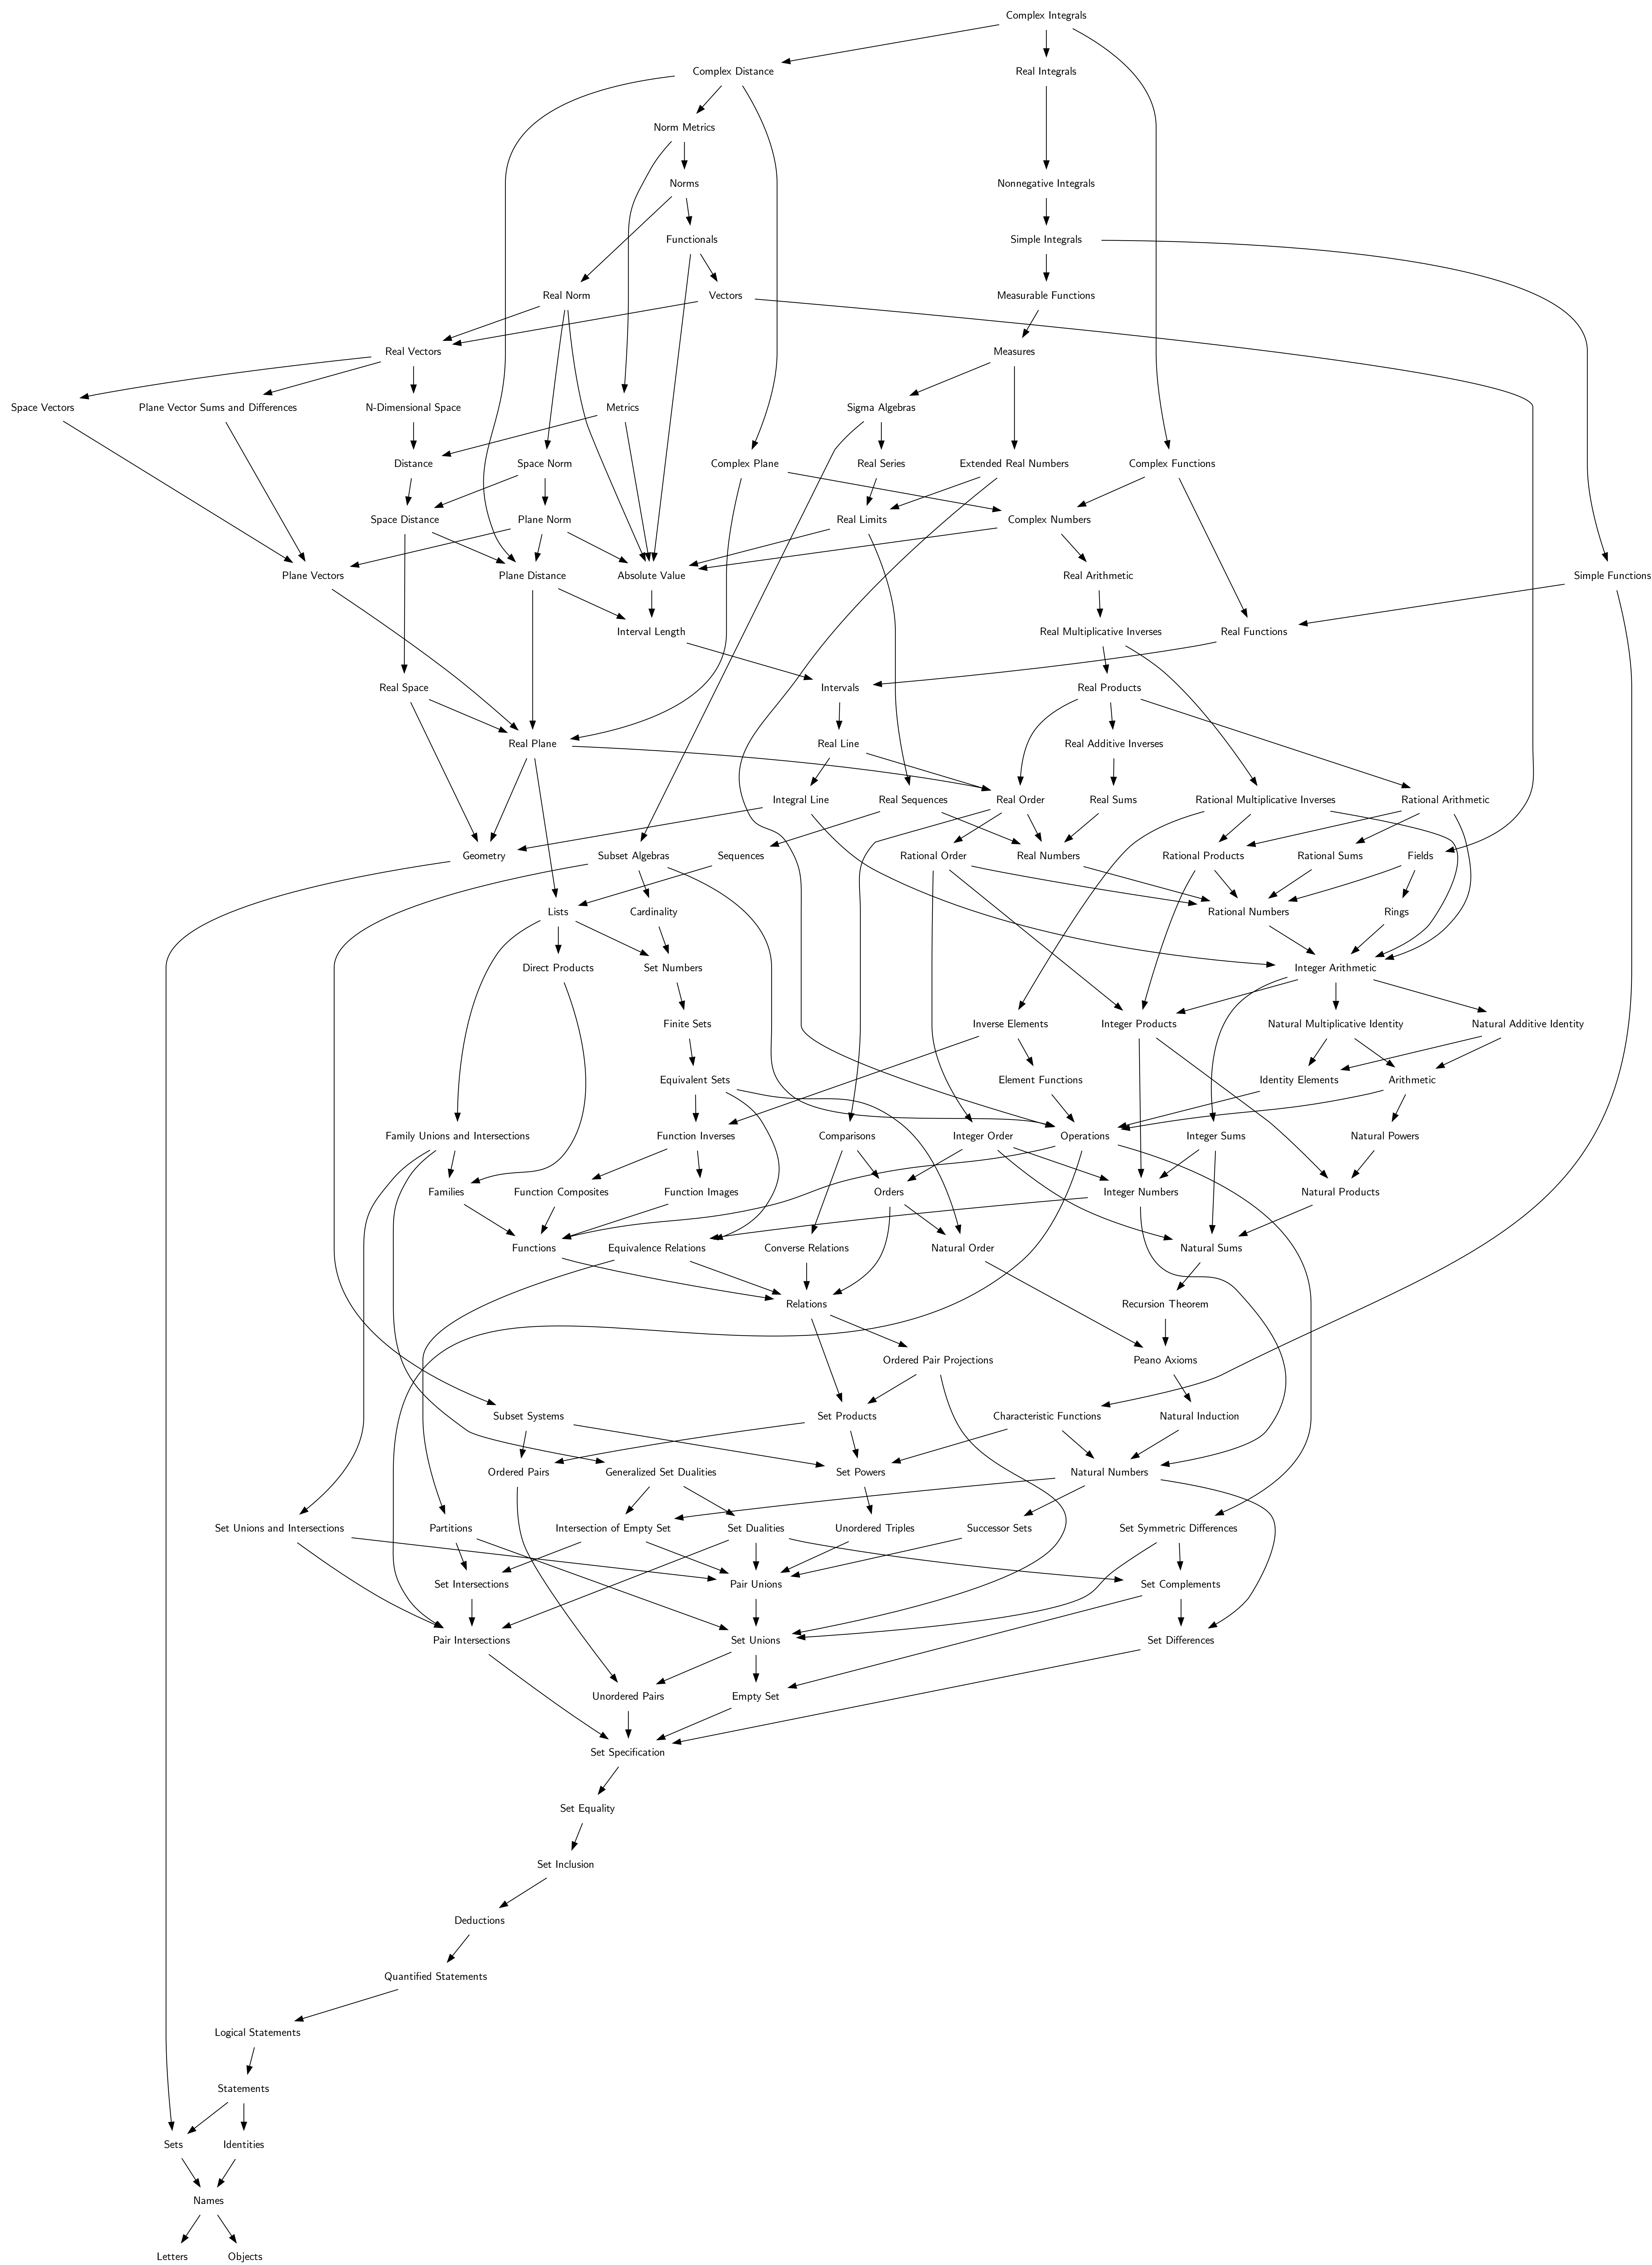 Complex Integrals
Complex Distance
Real Integrals
Norm Metrics
Norms
Nonnegative Integrals
Functionals
Simple Integrals
Real Norm
Vectors
Measurable Functions
Real Vectors
Measures
Space Vectors
Plane Vector Sums and Differences
N-Dimensional Space
Metrics
Sigma Algebras
Distance
Space Norm
Complex Plane
Real Series
Extended Real Numbers
Complex Functions
Space Distance
Plane Norm
Real Limits
Complex Numbers
Plane Vectors
Plane Distance
Absolute Value
Real Arithmetic
Simple Functions
Interval Length
Real Multiplicative Inverses
Real Functions
Real Space
Intervals
Real Products
Real Plane
Real Line
Real Additive Inverses
Integral Line
Real Sequences
Real Order
Real Sums
Rational Multiplicative Inverses
Rational Arithmetic
Geometry
Subset Algebras
Sequences
Rational Order
Real Numbers
Rational Products
Rational Sums
Fields
Lists
Cardinality
Rational Numbers
Rings
Direct Products
Set Numbers
Integer Arithmetic
Finite Sets
Inverse Elements
Integer Products
Natural Multiplicative Identity
Natural Additive Identity
Equivalent Sets
Element Functions
Identity Elements
Arithmetic
Family Unions and Intersections
Function Inverses
Comparisons
Integer Order
Operations
Integer Sums
Natural Powers
Families
Function Composites
Function Images
Orders
Integer Numbers
Natural Products
Functions
Equivalence Relations
Converse Relations
Natural Order
Natural Sums
Relations
Recursion Theorem
Ordered Pair Projections
Peano Axioms
Subset Systems
Set Products
Characteristic Functions
Natural Induction
Ordered Pairs
Generalized Set Dualities
Set Powers
Natural Numbers
Set Unions and Intersections
Partitions
Intersection of Empty Set
Set Dualities
Unordered Triples
Successor Sets
Set Symmetric Differences
Set Intersections
Pair Unions
Set Complements
Pair Intersections
Set Unions
Set Differences
Unordered Pairs
Empty Set
Set Specification
Set Equality
Set Inclusion
Deductions
Quantified Statements
Logical Statements
Statements
Sets
Identities
Names
Letters
Objects